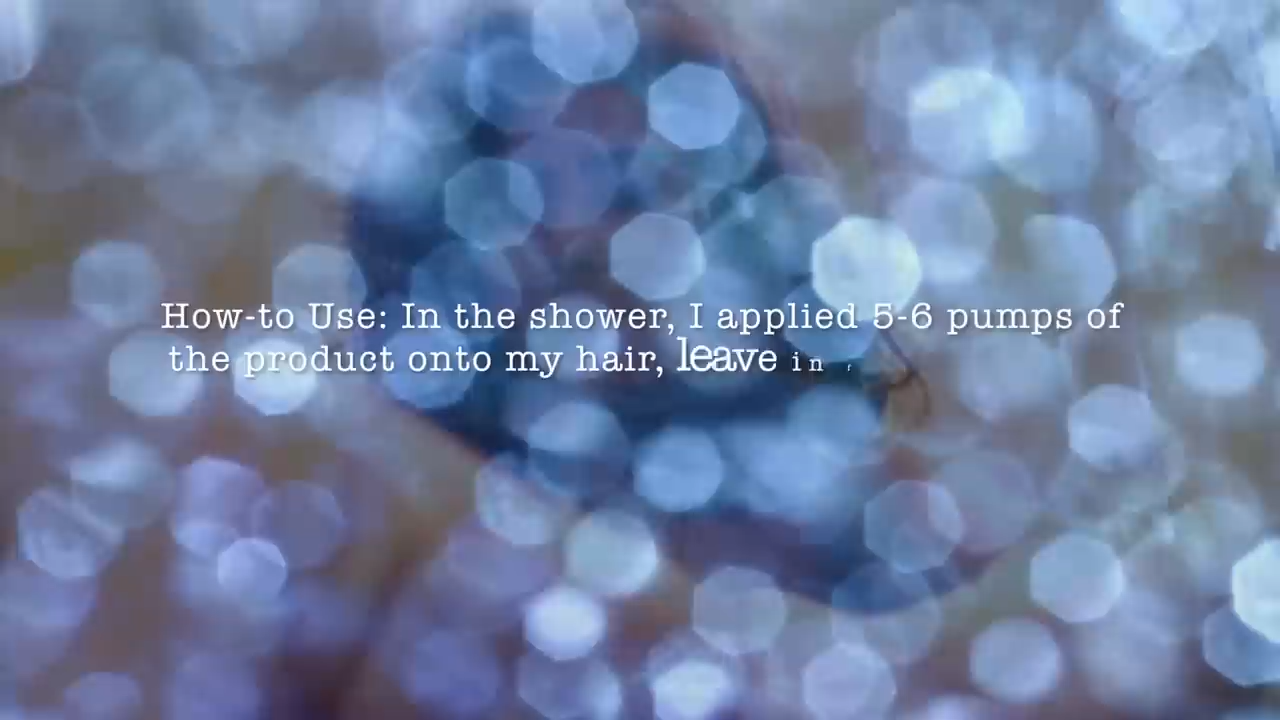 How-to Use: In the shower, I applied 5-6 pumps of
the product onto my hair, leave in